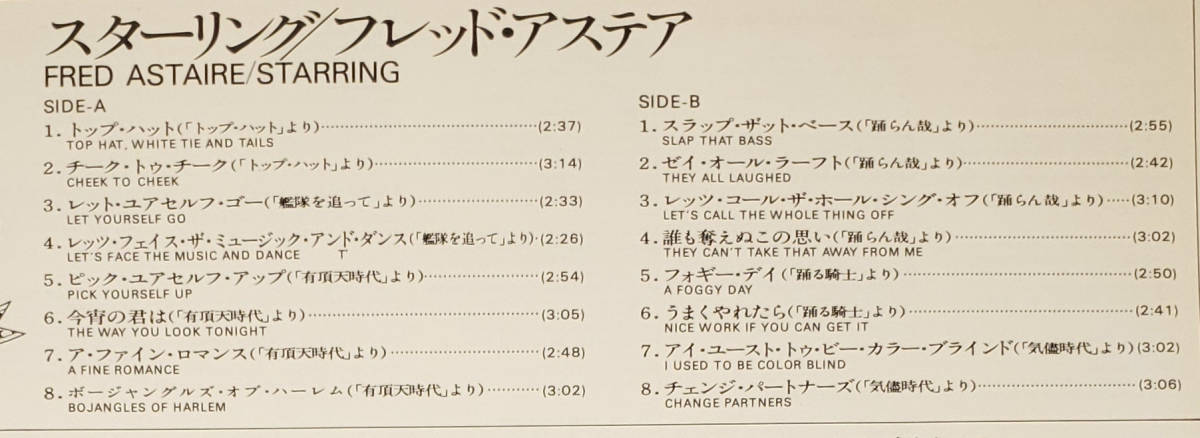 スターリング/フレッド・アステア
FRED ASTAIRE/STARRING
SIDE-A
1. トップ・ハット(「トップ・ハット」より)……(2:37)
TOP HAT, WHITE TIE AND TAILS
2. チーク・トゥ・チーク(「トップ・ハット」より)……(3:14)
CHEEK TO CHEEK
3. レット・ユアセルフ・ゴー(「艦隊を追って」より)……(2:33)
LET YOURSELF GO
4. レッツ・フェイス・ザ・ミュージック・アンド・ダンス(「艦隊を追って」より)…(2:26)
LET'S FACE THE MUSIC AND DANCE T
5. ピック・ユアセルフ・アップ(「有頂天時代」より)……(2:54)
PICK YOURSELF UP
6. 今宵の君は(「有頂天時代」より)……(3:05)
THE WAY YOU LOOK TONIGHT
7. ア・ファイン・ロマンス(「有頂天時代」より)……(2:48)
A FINE ROMANCE
8. ボージャングルズ・オブ・ハーレム(「有頂天時代」より)……(3:02)
BOJANGLES OF HARLEM
SIDE-B
1. スラップ・ザット・ベース(「踊らん哉」より)……(2:55)
SLAP THAT BASS
2. ゼイ・オール・ラーフト(「踊らん哉」より)……(2:42)
THEY ALL LAUGHED
3. レッツ・コール・ザ・ホール・シング・オフ(「踊らん哉」より)……(3:10)
LET'S CALL THE WHOLE THING OFF
4. 誰も奪えぬこの思い(「踊らん哉」より)……(3:02)
THEY CAN'T TAKE THAT AWAY FROM ME
5. フォギー・デイ(「踊る騎士」より)……(2:50)
A FOGGY DAY
6. うまくやれたら(「踊る騎士」より)……(2:41)
NICE WORK IF YOU CAN GET IT
7. アイ・ユースト・トゥ・ビー・カラー・ブラインド(「気儘時代」より)…(3:02)
I USED TO BE COLOR BLIND
8. チェンジ・パートナーズ(「気儘時代」より)……(3:06)
CHANGE PARTNERS